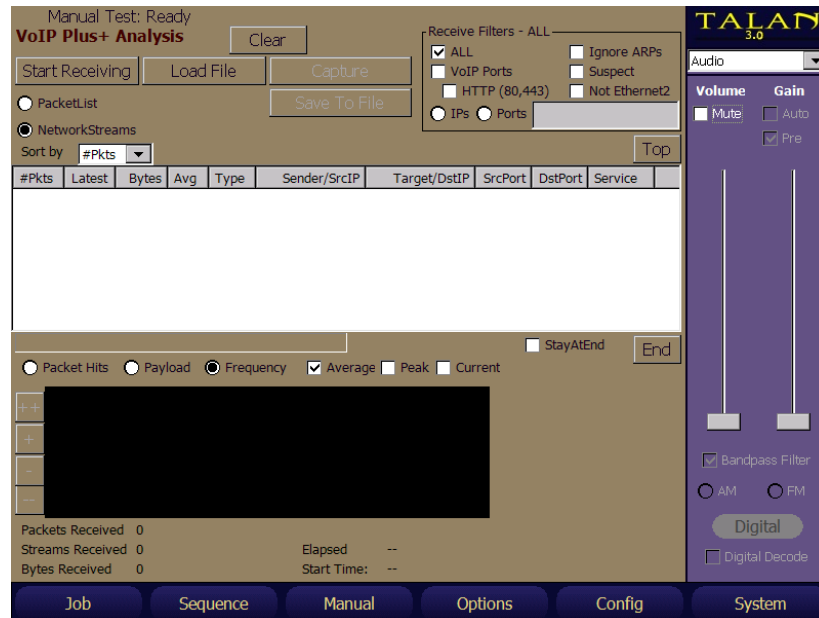 Manual Test: Ready
VoIP Plus+ Analysis
Clear
Start Receiving
Load File
Capture
Save To File
PacketList
NetworkStreams
Sort by
#Pkts
Receive Filters - ALL
ALL
Ignore ARPs
VoIP Ports
Suspect
HTTP (80,443)
Not Ethernet2
IPs
Ports
Top
#Pkts Latest Bytes Avg Type Sender/SrcIP Target/DstIP SrcPort DstPort Service
StayAtEnd
End
Packet Hits
Payload
Frequency
Average
Peak
Current
++
+
-
--
Packets Received 0
Streams Received 0
Bytes Received 0
Elapsed --
Start Time: --
TALAN
3.0
Audio
Volume
Gain
Mute
Auto
Pre
Bandpass Filter
AM
FM
Digital
Digital Decode
Job
Sequence
Manual
Options
Config
System